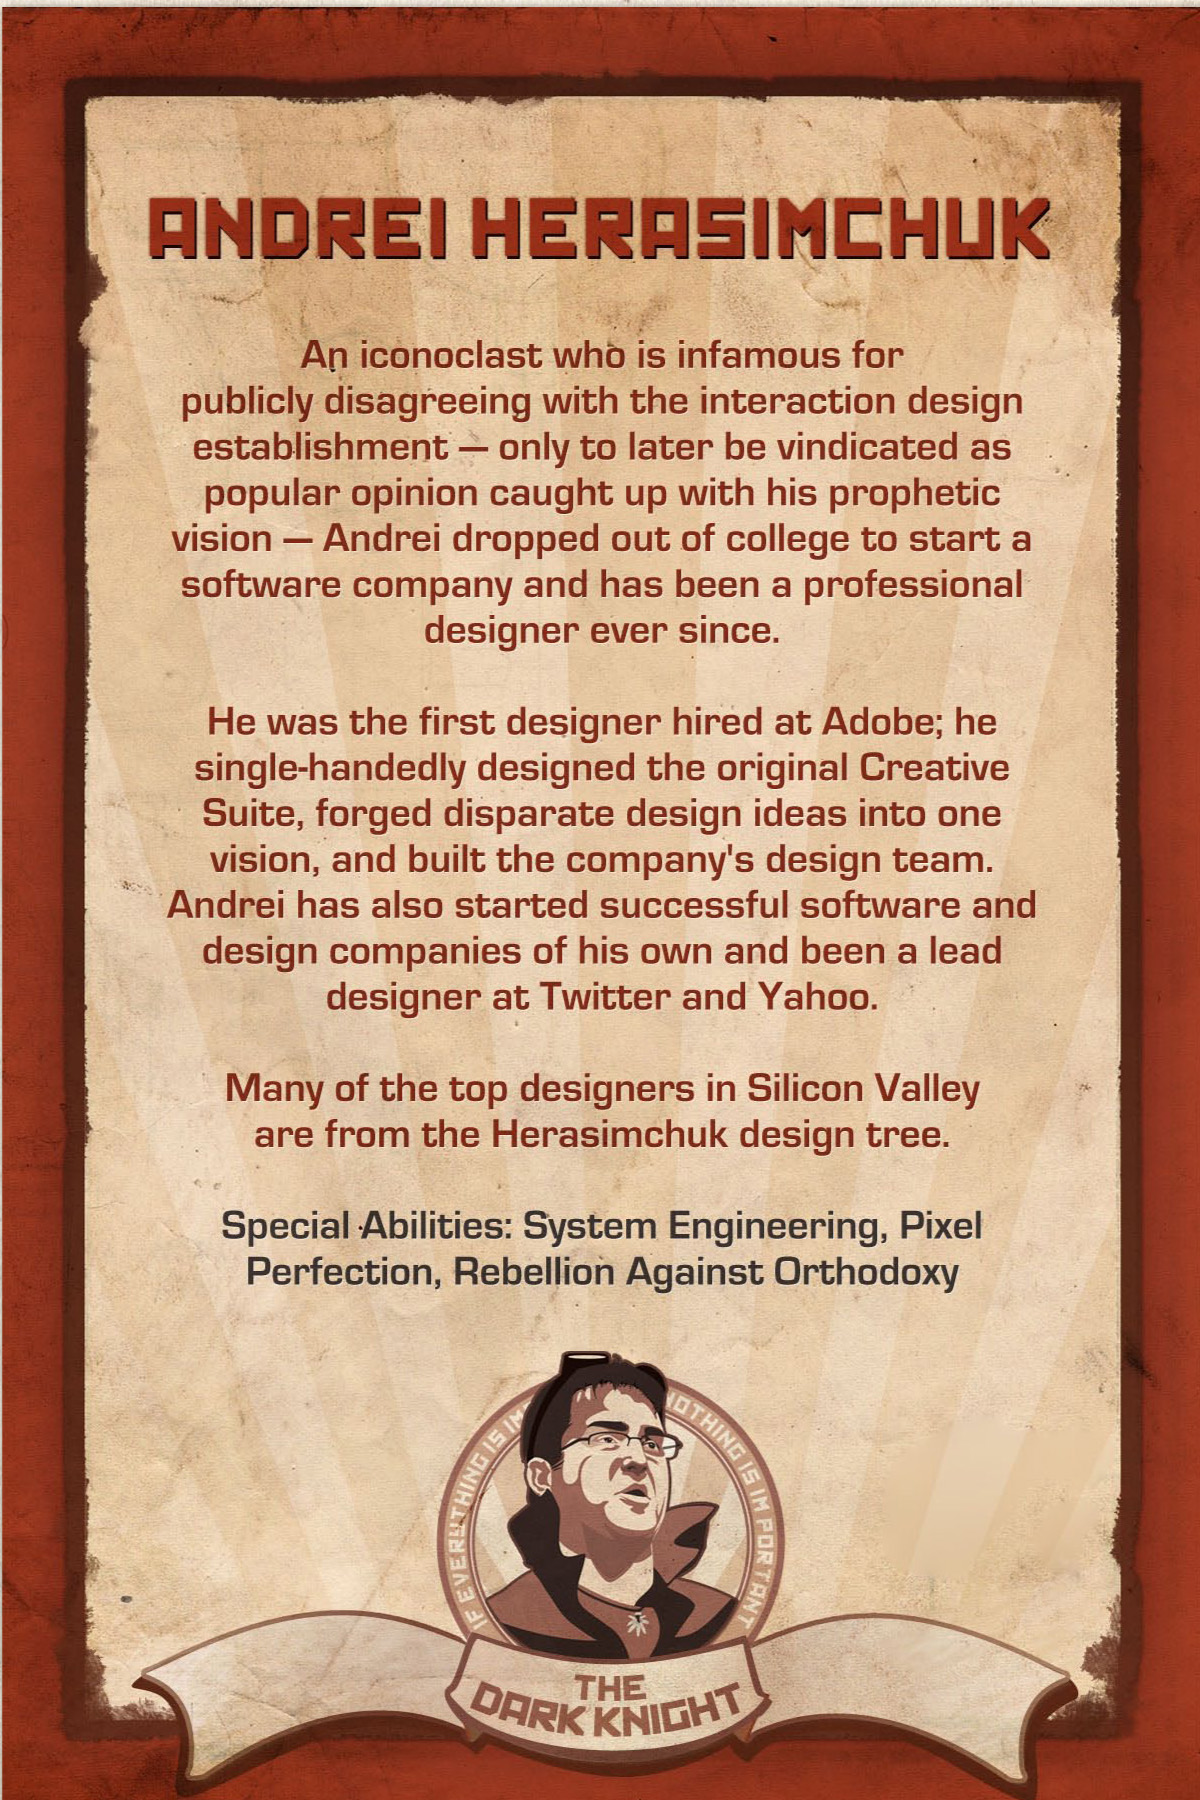 ANDREI HERASIMCHUK
An iconoclast who is infamous for
publicly disagreeing with the interaction design
establishment — only to later be vindicated as
popular opinion caught up with his prophetic
vision — Andrei dropped out of college to start a
software company and has been a professional
designer ever since.
He was the first designer hired at Adobe; he
single-handedly designed the original Creative
Suite, forged disparate design ideas into one
vision, and built the company's design team.
Andrei has also started successful software and
design companies of his own and been a lead
designer at Twitter and Yahoo.
Many of the top designers in Silicon Valley
are from the Herasimchuk design tree.
Special Abilities: System Engineering, Pixel
Perfection, Rebellion Against Orthodoxy
IF EVERYTHING IS IM
NOTHING IS IMPORTANT
THE
DARK KNIGHT